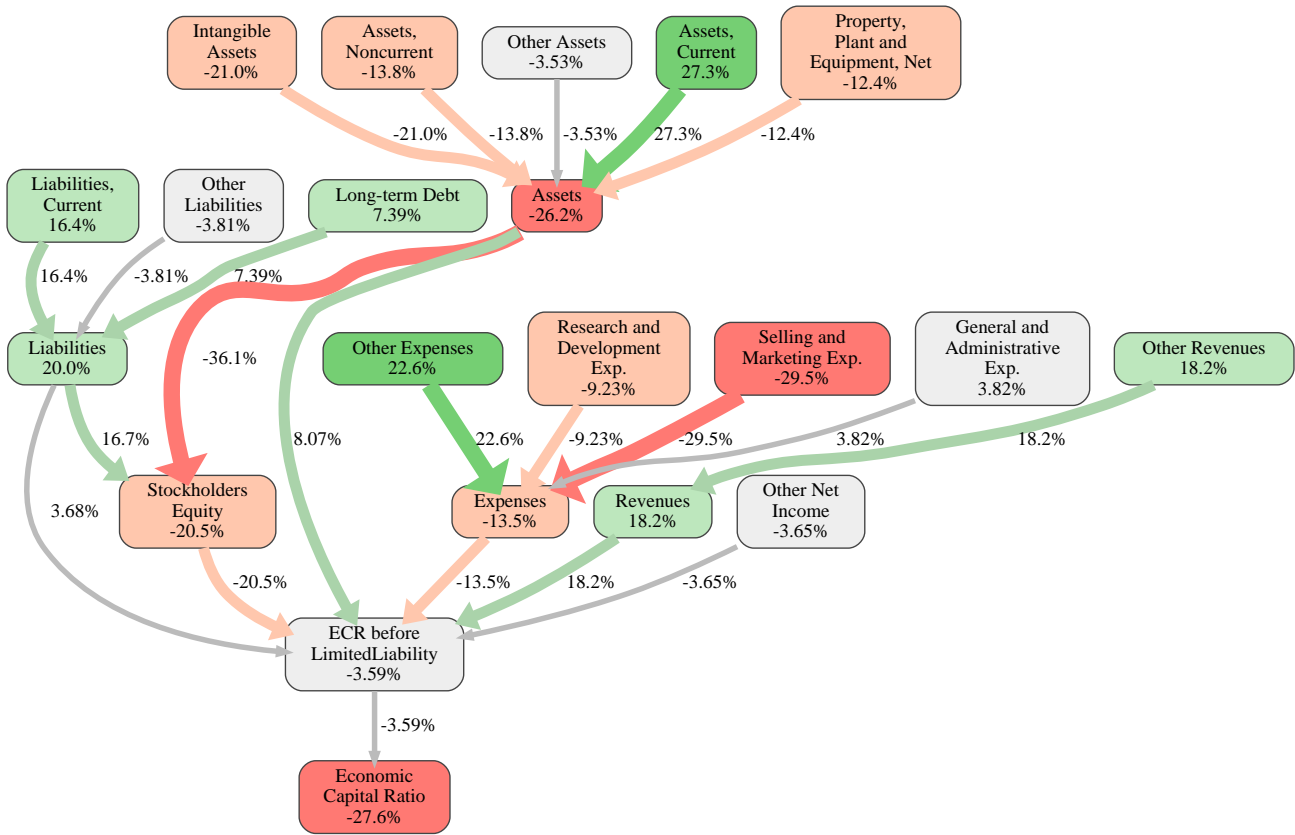 Intangible
Assets
-21.0%
Assets,
Noncurrent
-13.8%
Other Assets
-3.53%
Assets,
Current
27.3%
Property,
Plant and
Equipment, Net
-12.4%
-21.0%
-13.8%
-3.53%
27.3%
-12.4%
Liabilities,
Current
16.4%
Other
Liabilities
-3.81%
Long-term Debt
7.39%
Assets
-26.2%
16.4%
-3.81%
7.39%
Liabilities
20.0%
-36.1%
Other Expenses
22.6%
Research and
Development
Exp.
-9.23%
Selling and
Marketing Exp.
-29.5%
General and
Administrative
Exp.
3.82%
Other Revenues
18.2%
16.7%
8.07%
22.6%
-9.23%
-29.5%
3.82%
18.2%
3.68%
Stockholders
Equity
-20.5%
Expenses
-13.5%
Revenues
18.2%
Other Net
Income
-3.65%
-20.5%
-13.5%
18.2%
-3.65%
ECR before
LimitedLiability
-3.59%
-3.59%
Economic
Capital Ratio
-27.6%